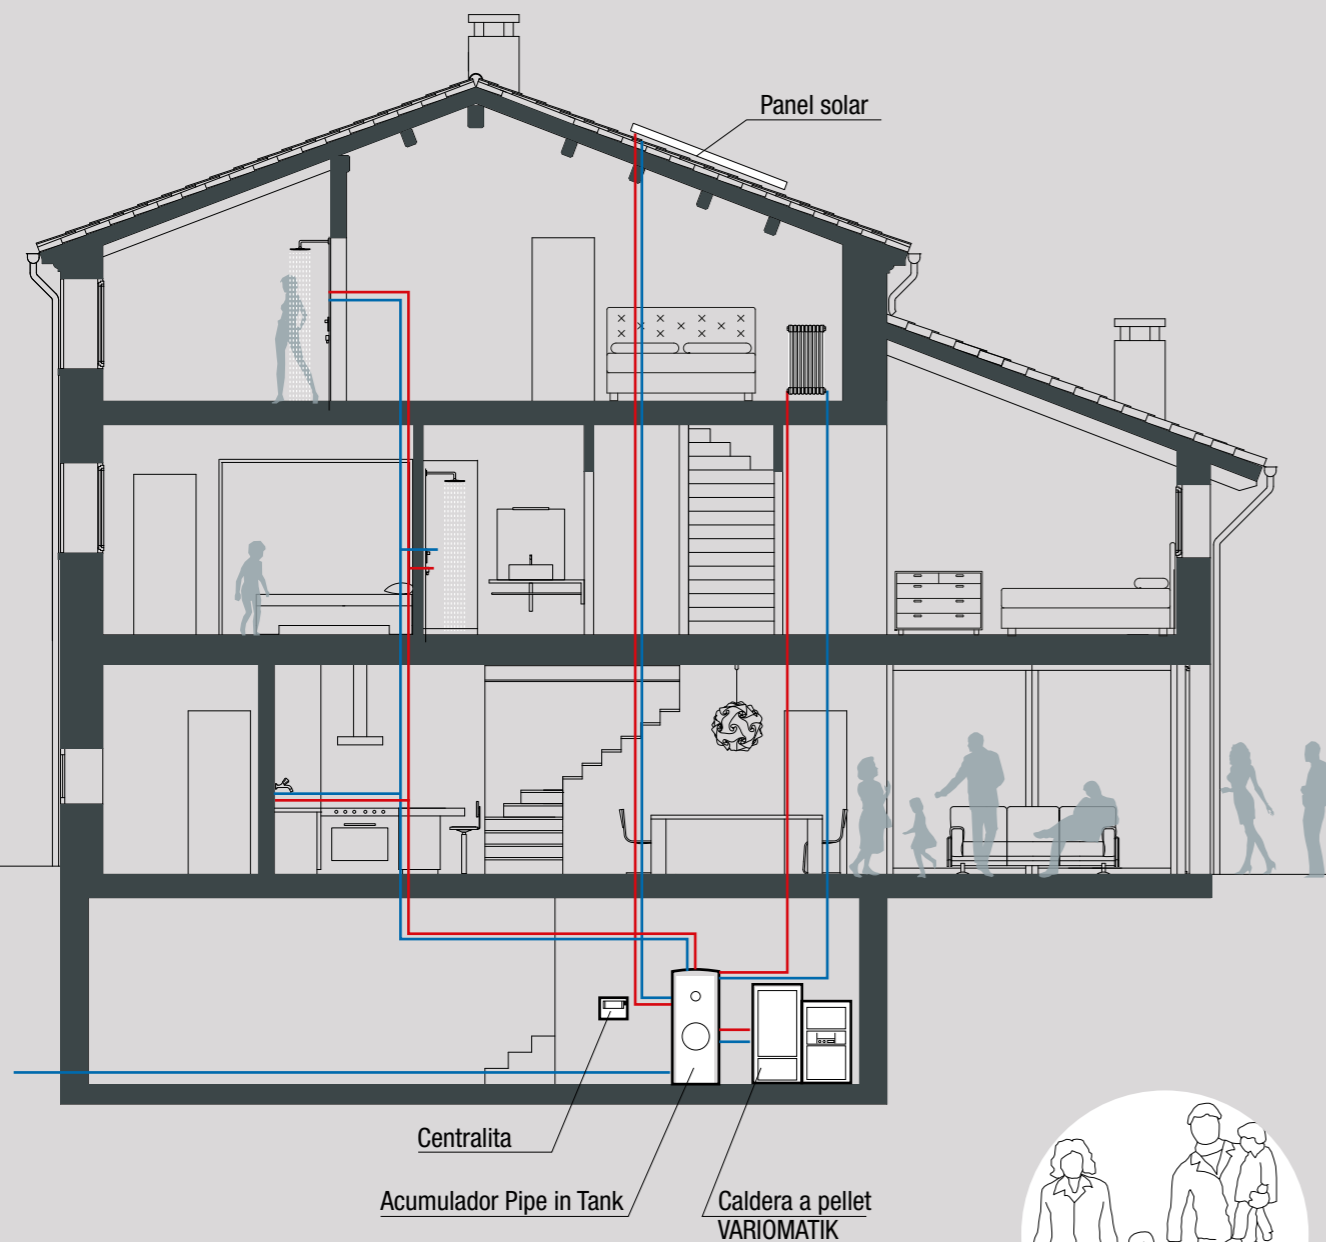 Panel solar
Centralita
Acumulador Pipe in Tank
Caldera a pellet
VARIOMATIK